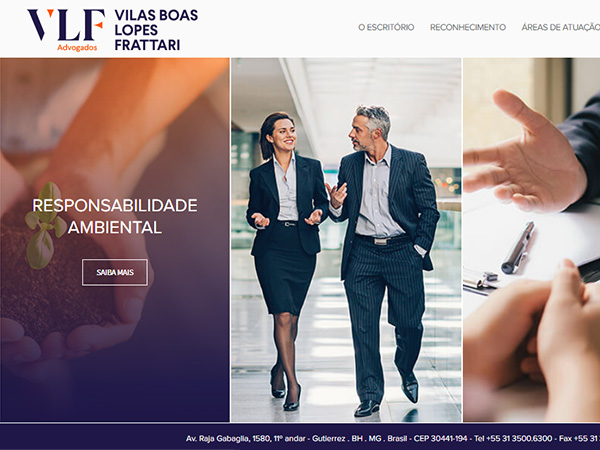 VLF
Advogados
VILAS BOAS
LOPES
FRATTARI
O ESCRITÓRIO RECONHECIMENTO ÁREAS DE ATUAÇÃO
RESPONSABILIDADE
AMBIENTAL
SAIBA MAIS
Av. Raja Gabaglia, 1580, 11º andar - Gutierrez . BH . MG . Brasil - CEP 30441-194 - Tel +55 31 3500.6300 - Fax +55 31